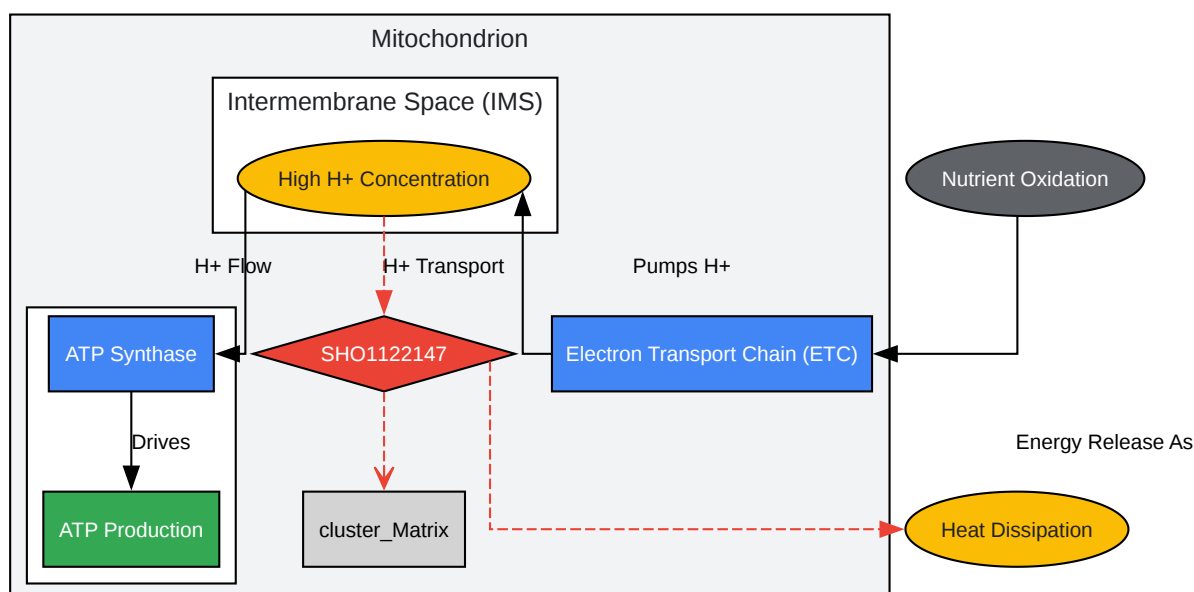 Mitochondrion
Intermembrane Space (IMS)
High H+ Concentration
Nutrient Oxidation
H+ Flow
H+ Transport
Pumps H+
ATP Synthase
SHO1122147
Electron Transport Chain (ETC)
Drives
Energy Release As
ATP Production
cluster_Matrix
Heat Dissipation